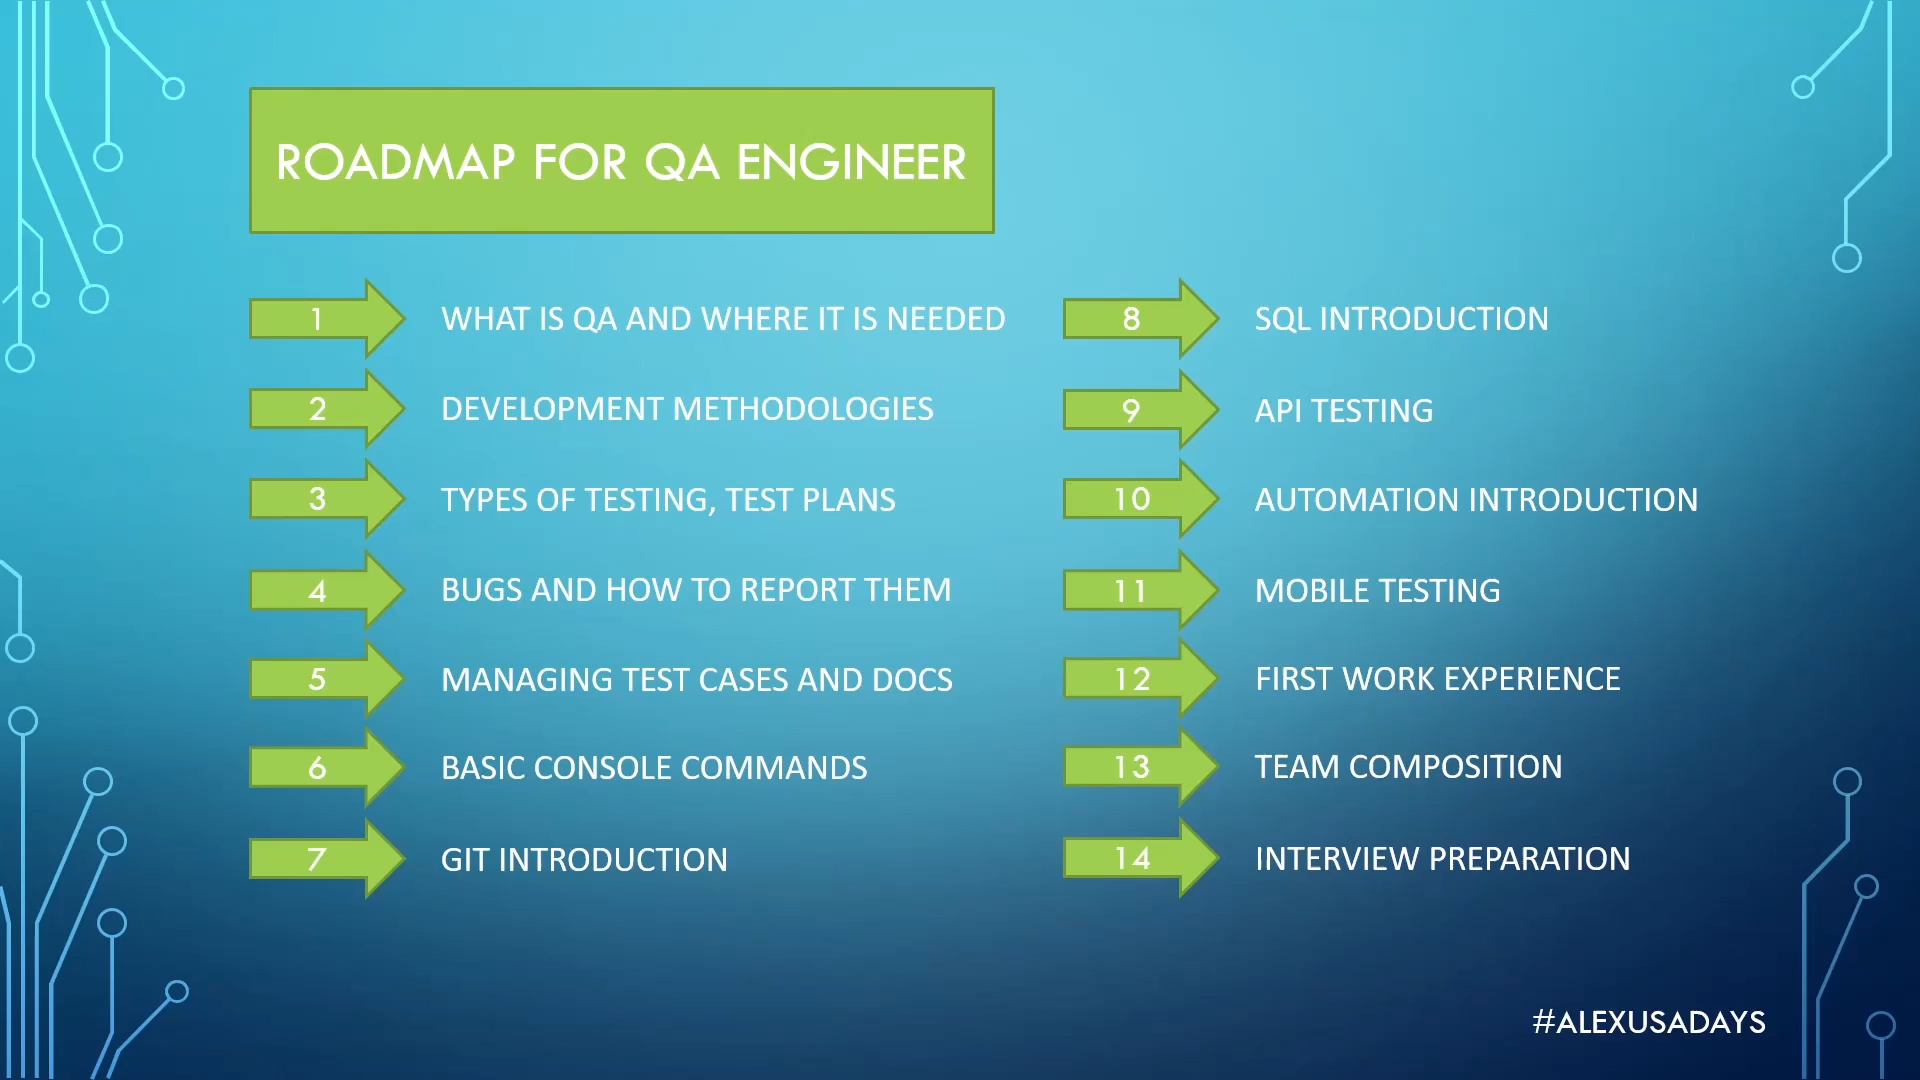 ROADMAP FOR QA ENGINEER
1 WHAT IS QA AND WHERE IT IS NEEDED
2 DEVELOPMENT METHODOLOGIES
3 TYPES OF TESTING, TEST PLANS
4 BUGS AND HOW TO REPORT THEM
5 MANAGING TEST CASES AND DOCS
6 BASIC CONSOLE COMMANDS
7 GIT INTRODUCTION
8 SQL INTRODUCTION
9 API TESTING
10 AUTOMATION INTRODUCTION
11 MOBILE TESTING
12 FIRST WORK EXPERIENCE
13 TEAM COMPOSITION
14 INTERVIEW PREPARATION
#ALEXUSADAYS